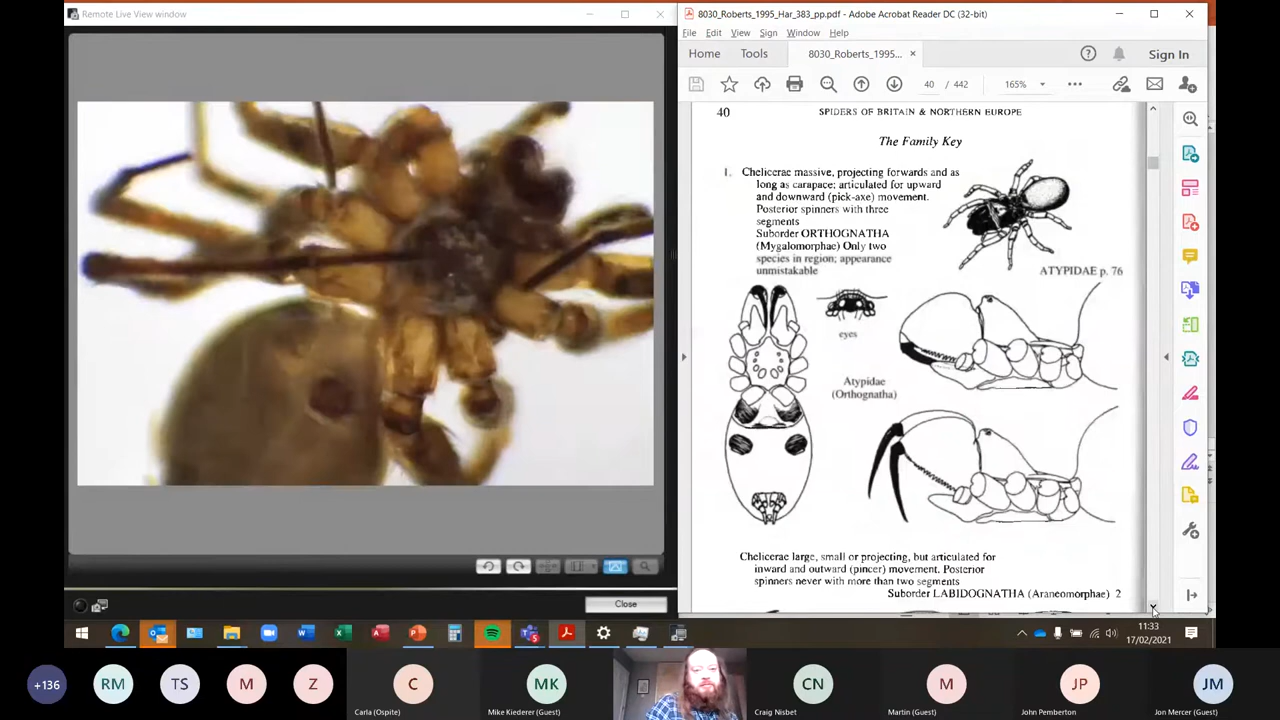 Remote Live View window
8030_Roberts_1995_Har_383_pp.pdf - Adobe Acrobat Reader DC (32-bit)
File Edit View Sign Window Help
Home Tools 8030_Roberts_1995... × Sign In
40 / 442 165%
40 SPIDERS OF BRITAIN & NORTHERN EUROPE
The Family Key
1. Chelicerae massive, projecting forwards and as
long as carapace; articulated for upward
and downward (pick-axe) movement.
Posterior spinners with three
segments
Suborder ORTHOGNATHA
(Mygalomorphae) Only two
species in region; appearance
unmistakable
ATYPIDAE p. 76
eyes
Atypidae
(Orthognatha)
Chelicerae large, small or projecting, but articulated for
inward and outward (pincer) movement. Posterior
spinners never with more than two segments
Suborder LABIDOGNATHA (Araneomorphae) 2
Close
11:33
17/02/2021
+136 RM TS M Z C MK CN M JP JM
Carla (Ospite) Mike Kiederer (Guest) Craig Nisbet Martin (Guest) John Pemberton Jon Mercer (Guest)